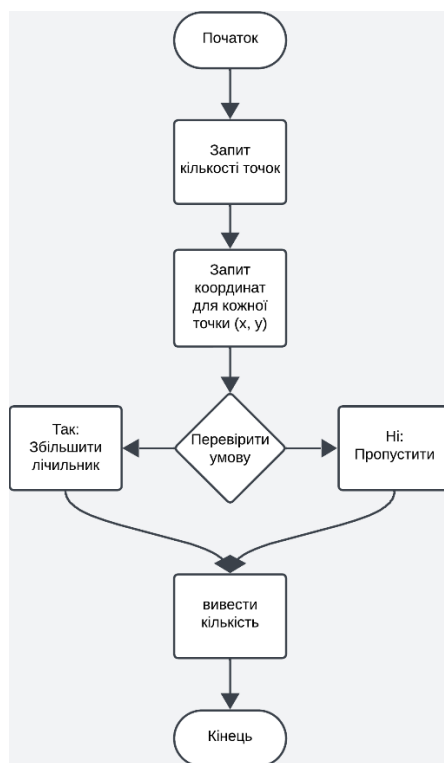 Початок
Запит
кількості точок
Запит
координат
для кожної
точки (x, y)
Так:
Збільшити
лічильник
Перевірити
умову
Ні:
Пропустити
вивести
кількість
Кінець